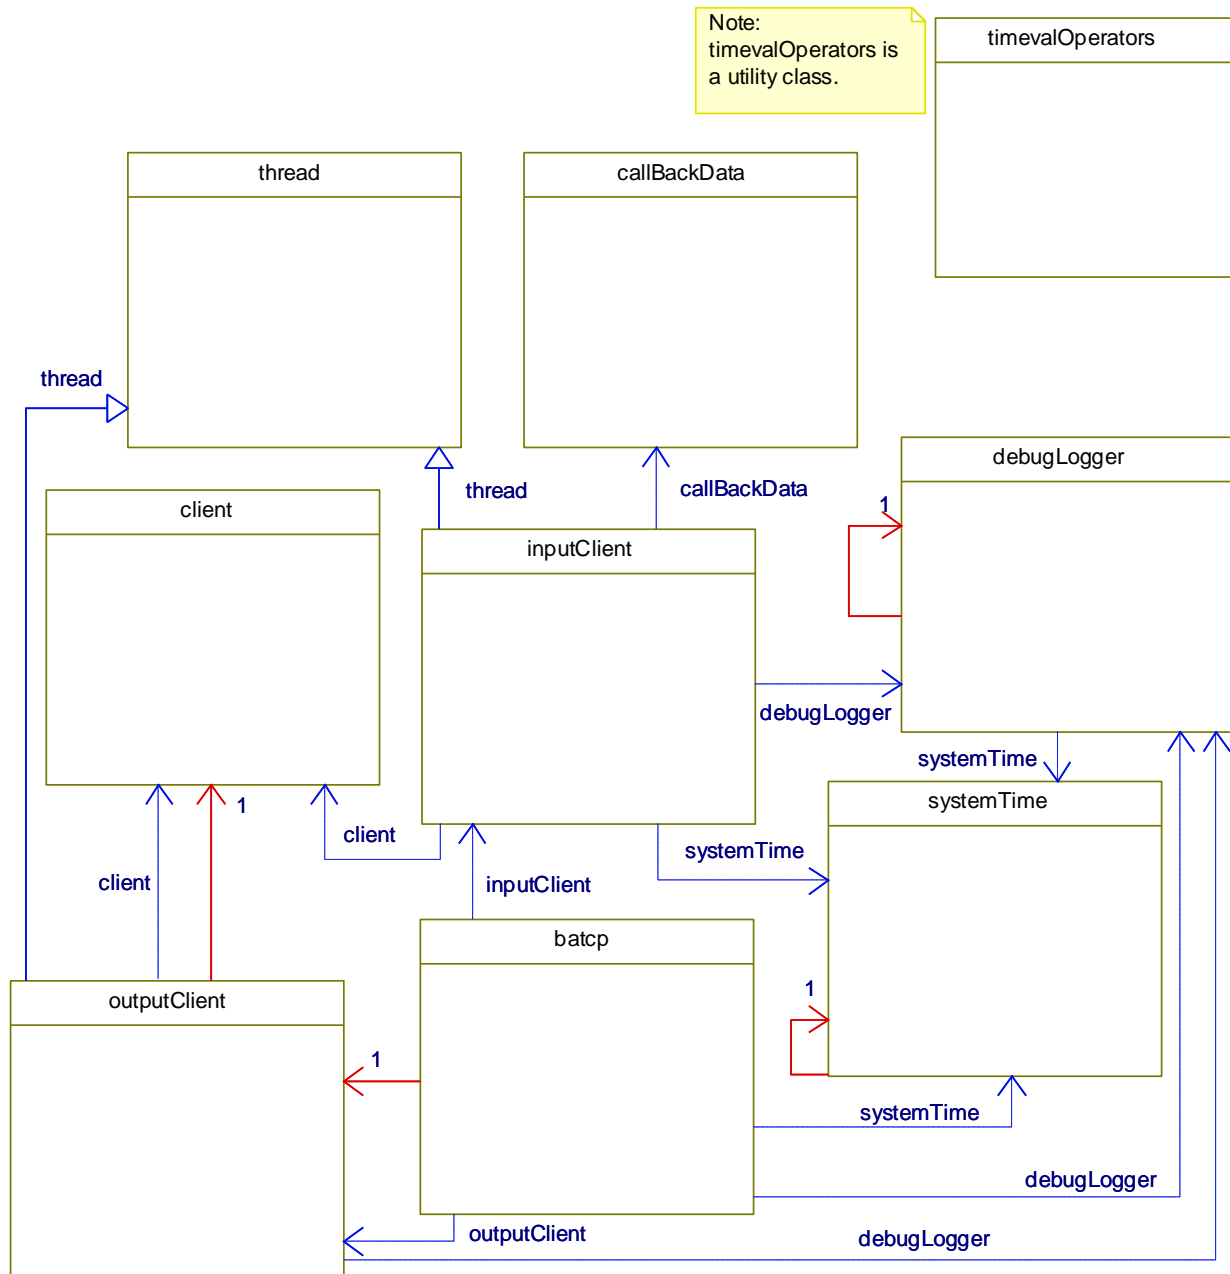 Note:
timevalOperators is
a utility class.
timevalOperators
thread
callBackData
thread
debugLogger
thread
callBackData
client
1
inputClient
debugLogger
systemTime
systemTime
1
client
systemTime
client
inputClient
batcp
1
outputClient
1
systemTime
debugLogger
outputClient
debugLogger